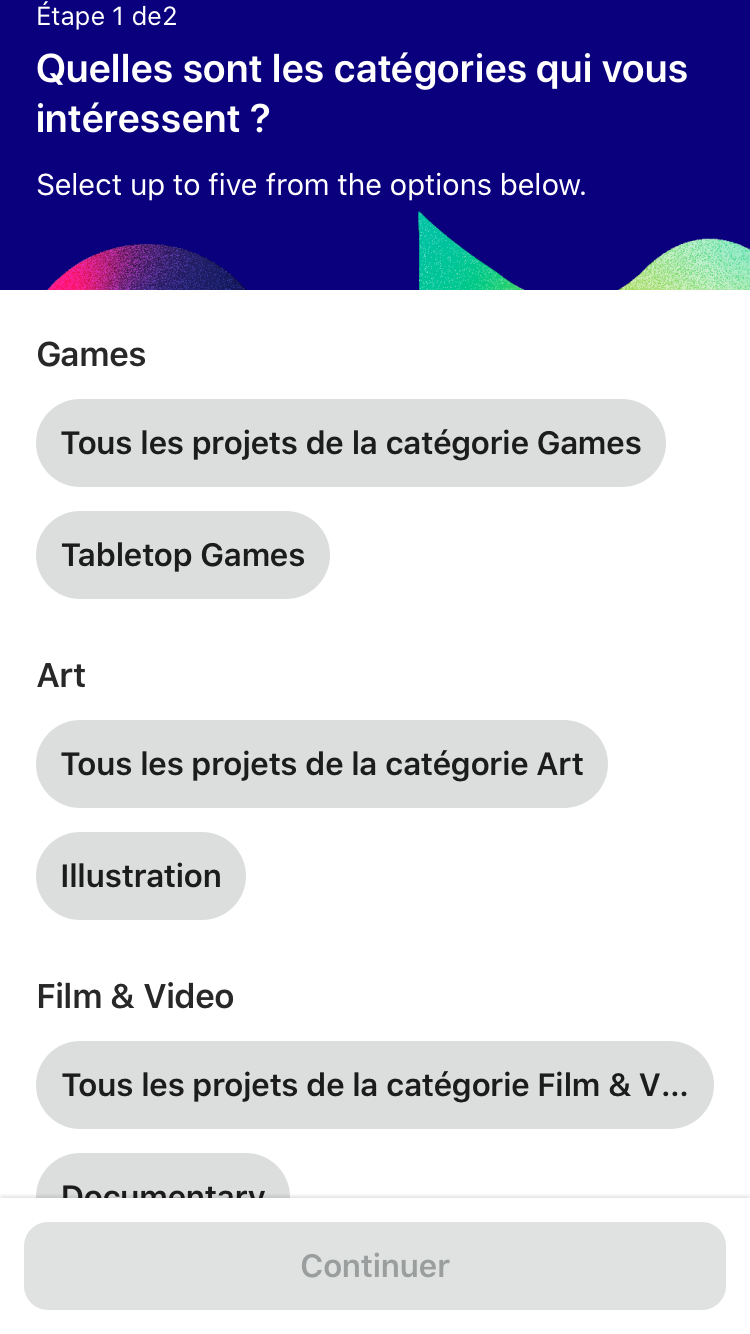 Étape 1 de2
Quelles sont les catégories qui vous
intéressent ?
Select up to five from the options below.
Games
Tous les projets de la catégorie Games
Tabletop Games
Art
Tous les projets de la catégorie Art
Illustration
Film & Video
Tous les projets de la catégorie Film & V...
Documentary
Continuer